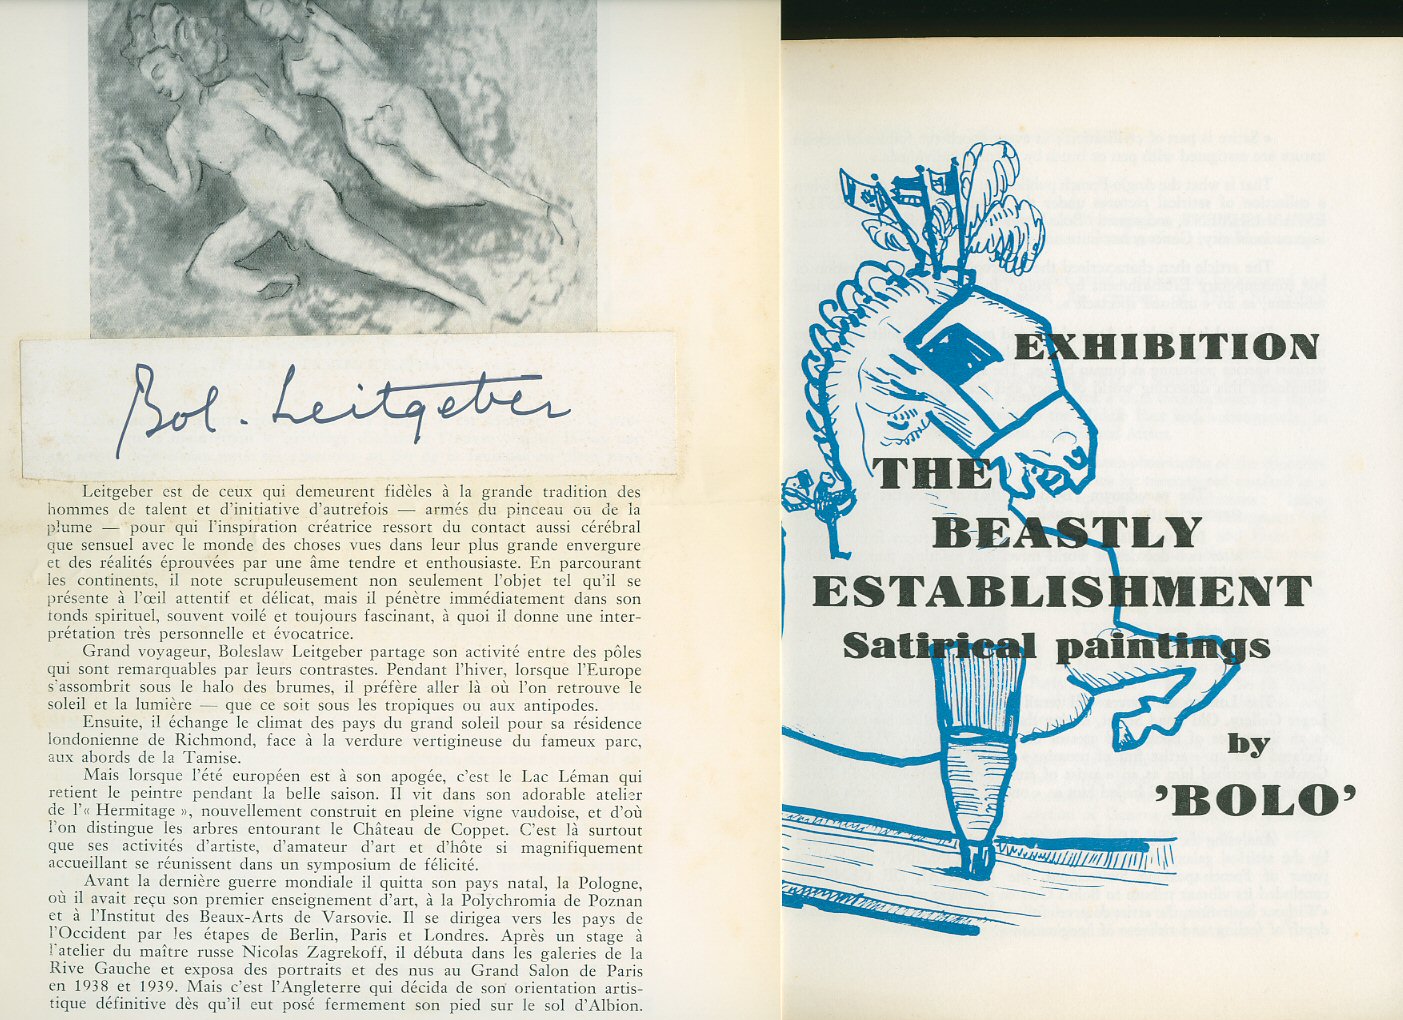 Bol. Leitgeber
Leitgeber est de ceux qui demeurent fidèles à la grande tradition des
hommes de talent et d'initiative d'autrefois — armés du pinceau ou de la
plume — pour qui l'inspiration créatrice ressort du contact aussi cérébral
que sensuel avec le monde des choses vues dans leur plus grande envergure
et des réalités éprouvées par une âme tendre et enthousiaste. En parcourant
les continents, il note scrupuleusement non seulement l'objet tel qu'il se
présente à l'œil attentif et délicat, mais il pénètre immédiatement dans son
fonds spirituel, souvent voilé et toujours fascinant, à quoi il donne une inter-
prétation très personnelle et évocatrice.
Grand voyageur, Boleslaw Leitgeber partage son activité entre des pôles
qui sont remarquables par leurs contrastes. Pendant l'hiver, lorsque l'Europe
s'assombrit sous le halo des brumes, il préfère aller là où l'on retrouve le
soleil et la lumière — que ce soit sous les tropiques ou aux antipodes.
Ensuite, il échange le climat des pays du grand soleil pour sa résidence
londonienne de Richmond, face à la verdure vertigineuse du fameux parc,
aux abords de la Tamise.
Mais lorsque l'été européen est à son apogée, c'est le Lac Léman qui
retient le peintre pendant la belle saison. Il vit dans son adorable atelier
de l'« Hermitage », nouvellement construit en pleine vigne vaudoise, et d'où
l'on distingue les arbres entourant le Château de Coppet. C'est là surtout
que ses activités d'artiste, d'amateur d'art et d'hôte si magnifiquement
accueillant se réunissent dans un symposium de félicité.
Avant la dernière guerre mondiale il quitta son pays natal, la Pologne,
où il avait reçu son premier enseignement d'art, à la Polychromia de Poznan
et à l'Institut des Beaux-Arts de Varsovie. Il se dirigea vers les pays de
l'Occident par les étapes de Berlin, Paris et Londres. Après un stage à
l'atelier du maître russe Nicolas Zagrekoff, il débuta dans les galeries de la
Rive Gauche et exposa des portraits et des nus au Grand Salon de Paris
en 1938 et 1939. Mais c'est l'Angleterre qui décida de son orientation artis-
tique définitive dès qu'il eut posé fermement son pied sur le sol d'Albion.
EXHIBITION
THE
BEASTLY
ESTABLISHMENT
Satirical paintings
by
'BOLO'